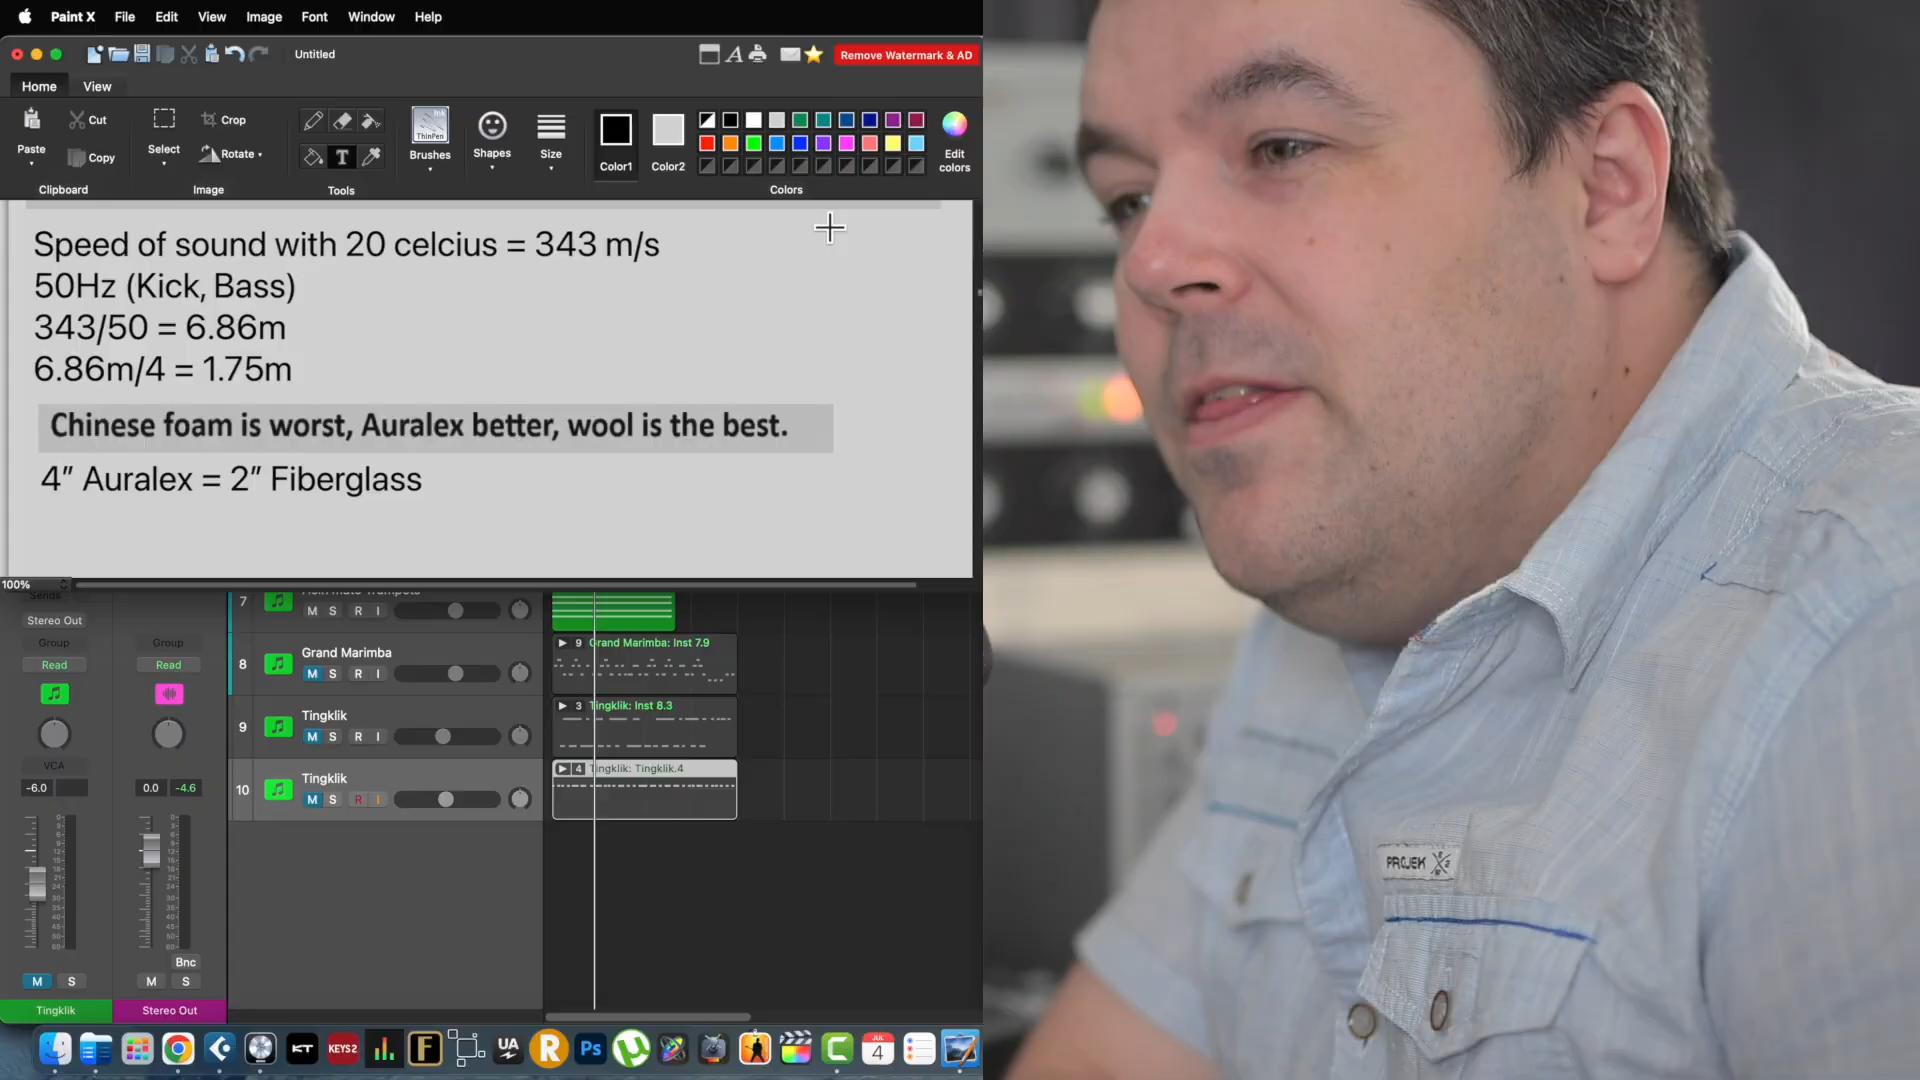 Paint X File Edit View Image Font Window Help
Untitled
Remove Watermark & AD
Home View
Paste
Cut
Copy
Clipboard
Select
Crop
Rotate
Image
T
Tools
ThinPen
Brushes
Shapes
Size
Color1
Color2
Colors
Edit colors
Speed of sound with 20 celcius = 343 m/s
50Hz (Kick, Bass)
343/50 = 6.86m
6.86m/4 = 1.75m
Chinese foam is worst, Auralex better, wool is the best.
4” Auralex = 2” Fiberglass
100%
Sends
Stereo Out
Group Group
Read Read
VCA
-6.0 0.0 -4.6
Bnc
M S M S
Tingklik Stereo Out
7
M S R I
8 Grand Marimba
M S R I
9 Tingklik
M S R I
10 Tingklik
M S R I
9 Grand Marimba: Inst 7.9
3 Tingklik: Inst 8.3
4 Tingklik: Tingklik.4
KT KEYS2 F UA R Ps C JUL 4
PROJEK